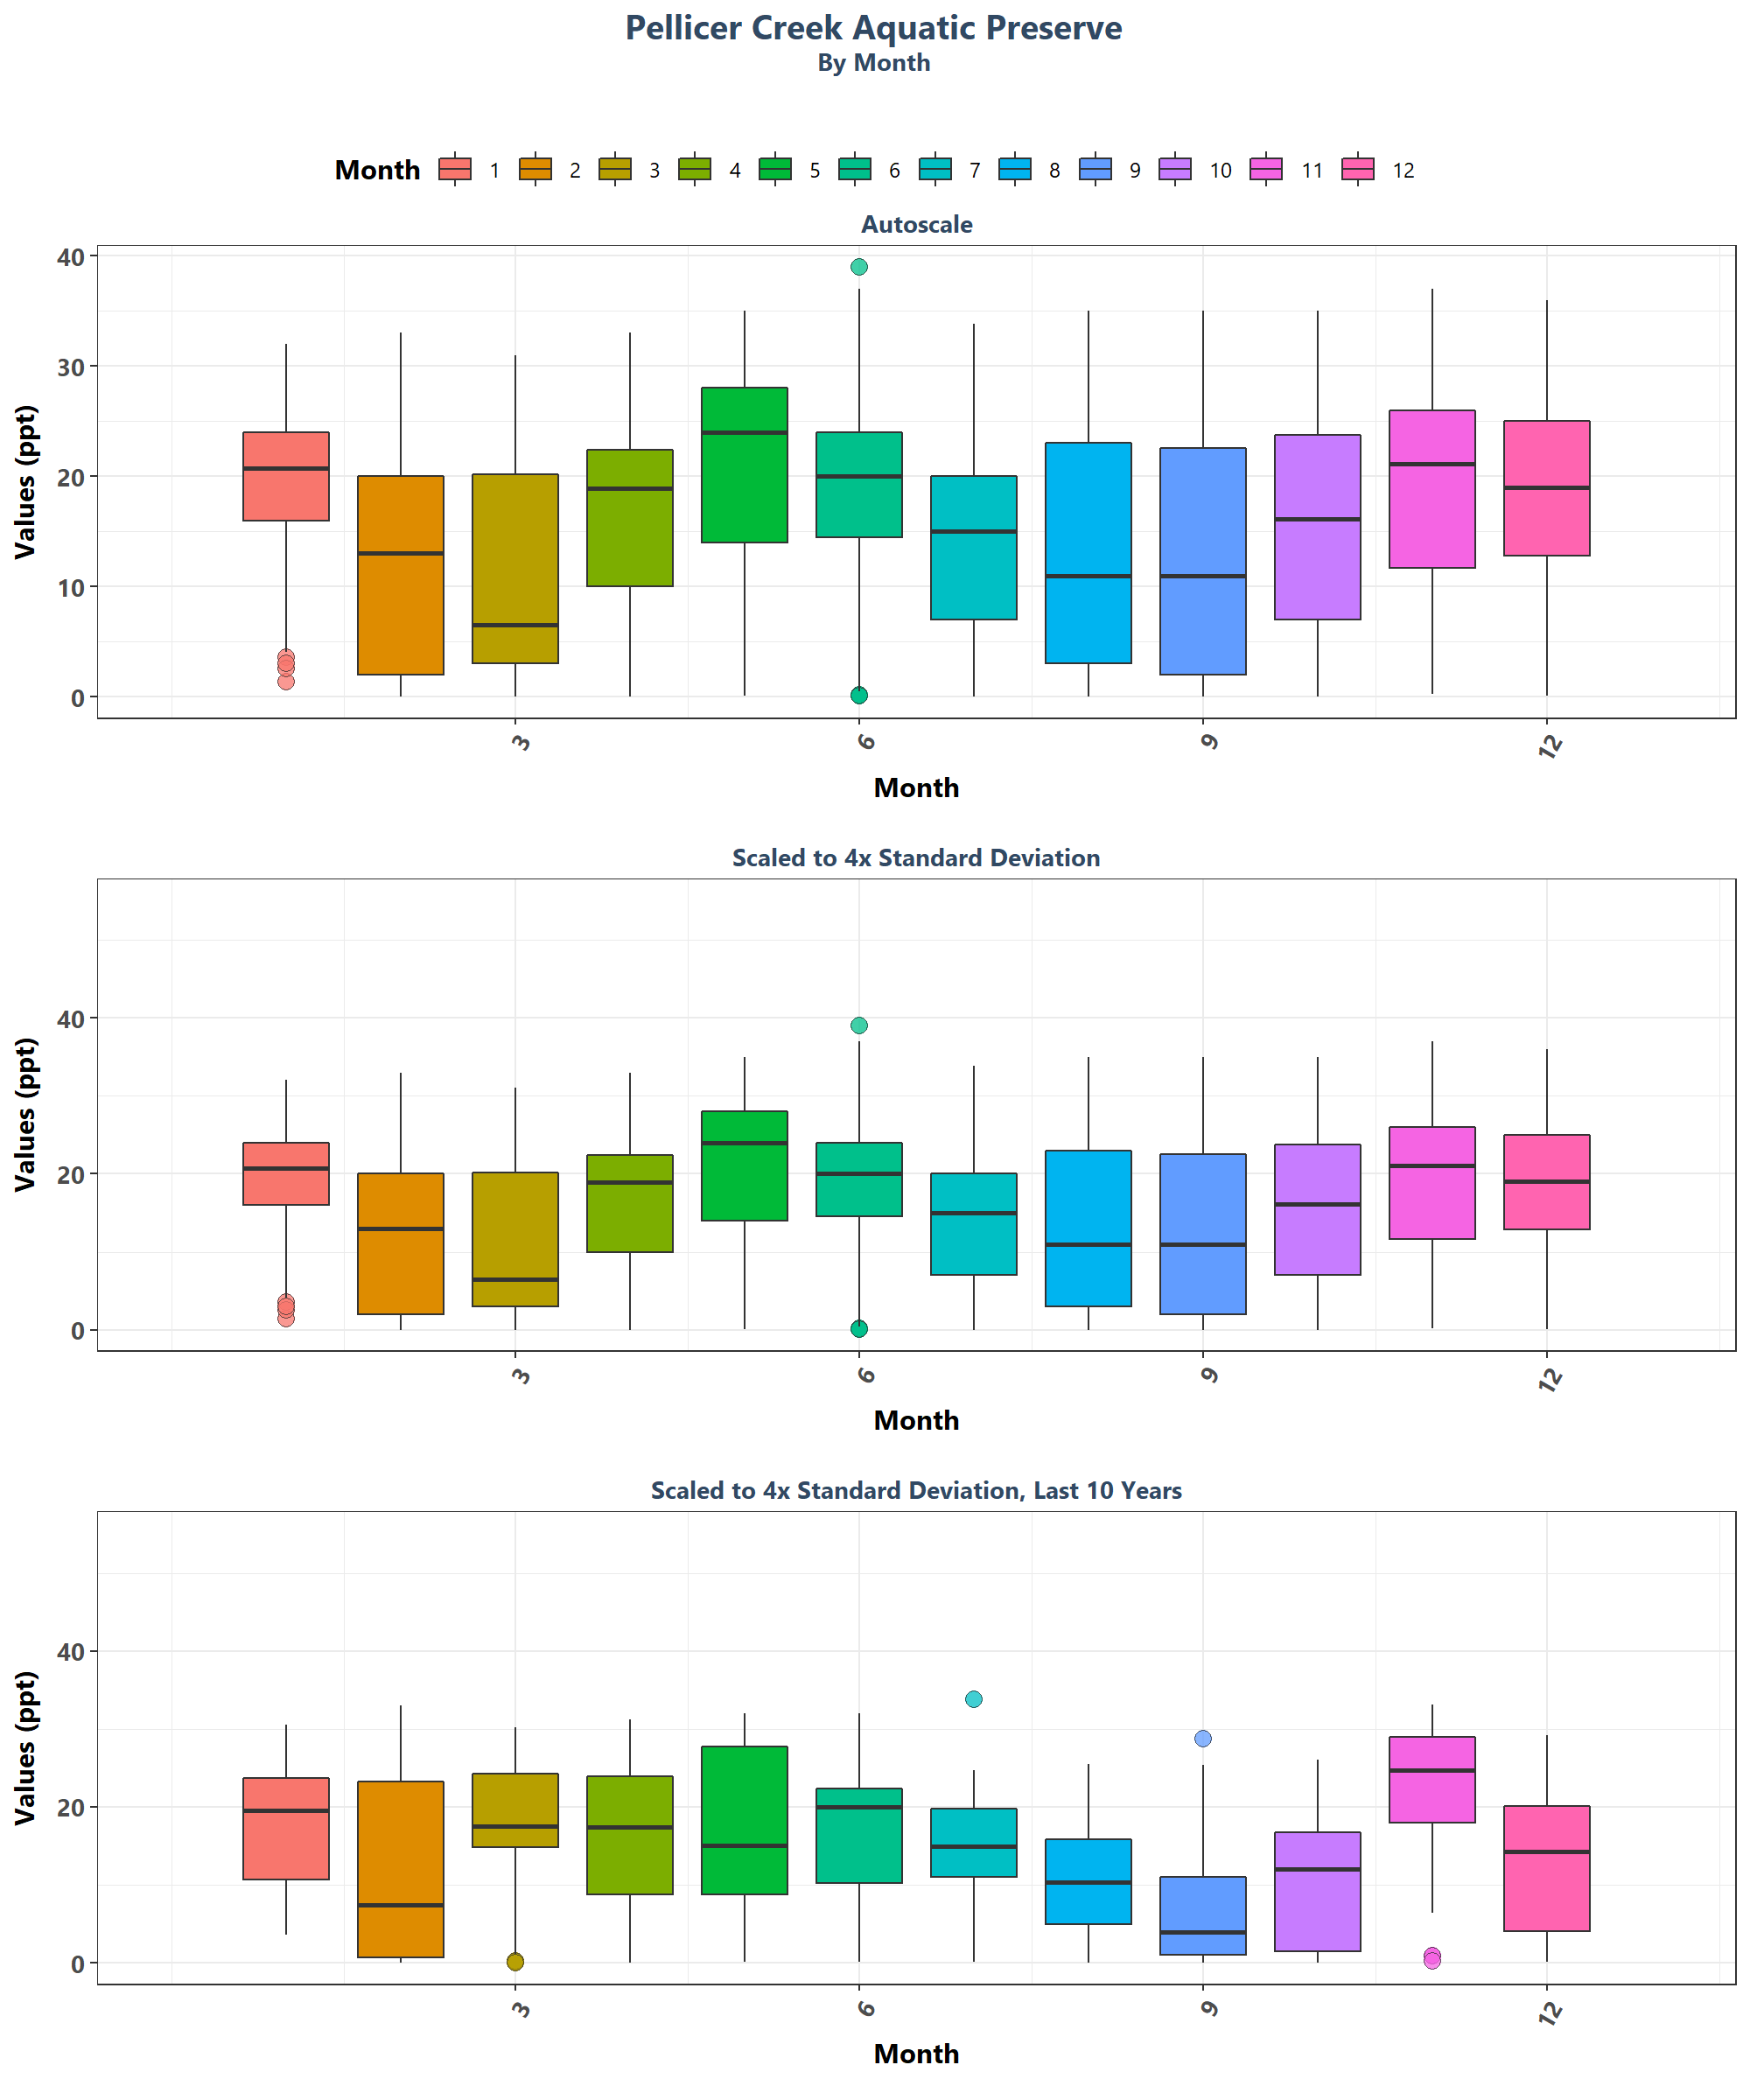 Pellicer Creek Aquatic Preserve
By Month
Month 1 2 3 4 5 6 7 8 9 10 11 12
Autoscale
Values (ppt)
40
30
20
10
0
3 6 9 12
Month
Scaled to 4x Standard Deviation
Values (ppt)
40
20
0
3 6 9 12
Month
Scaled to 4x Standard Deviation, Last 10 Years
Values (ppt)
40
20
0
3 6 9 12
Month